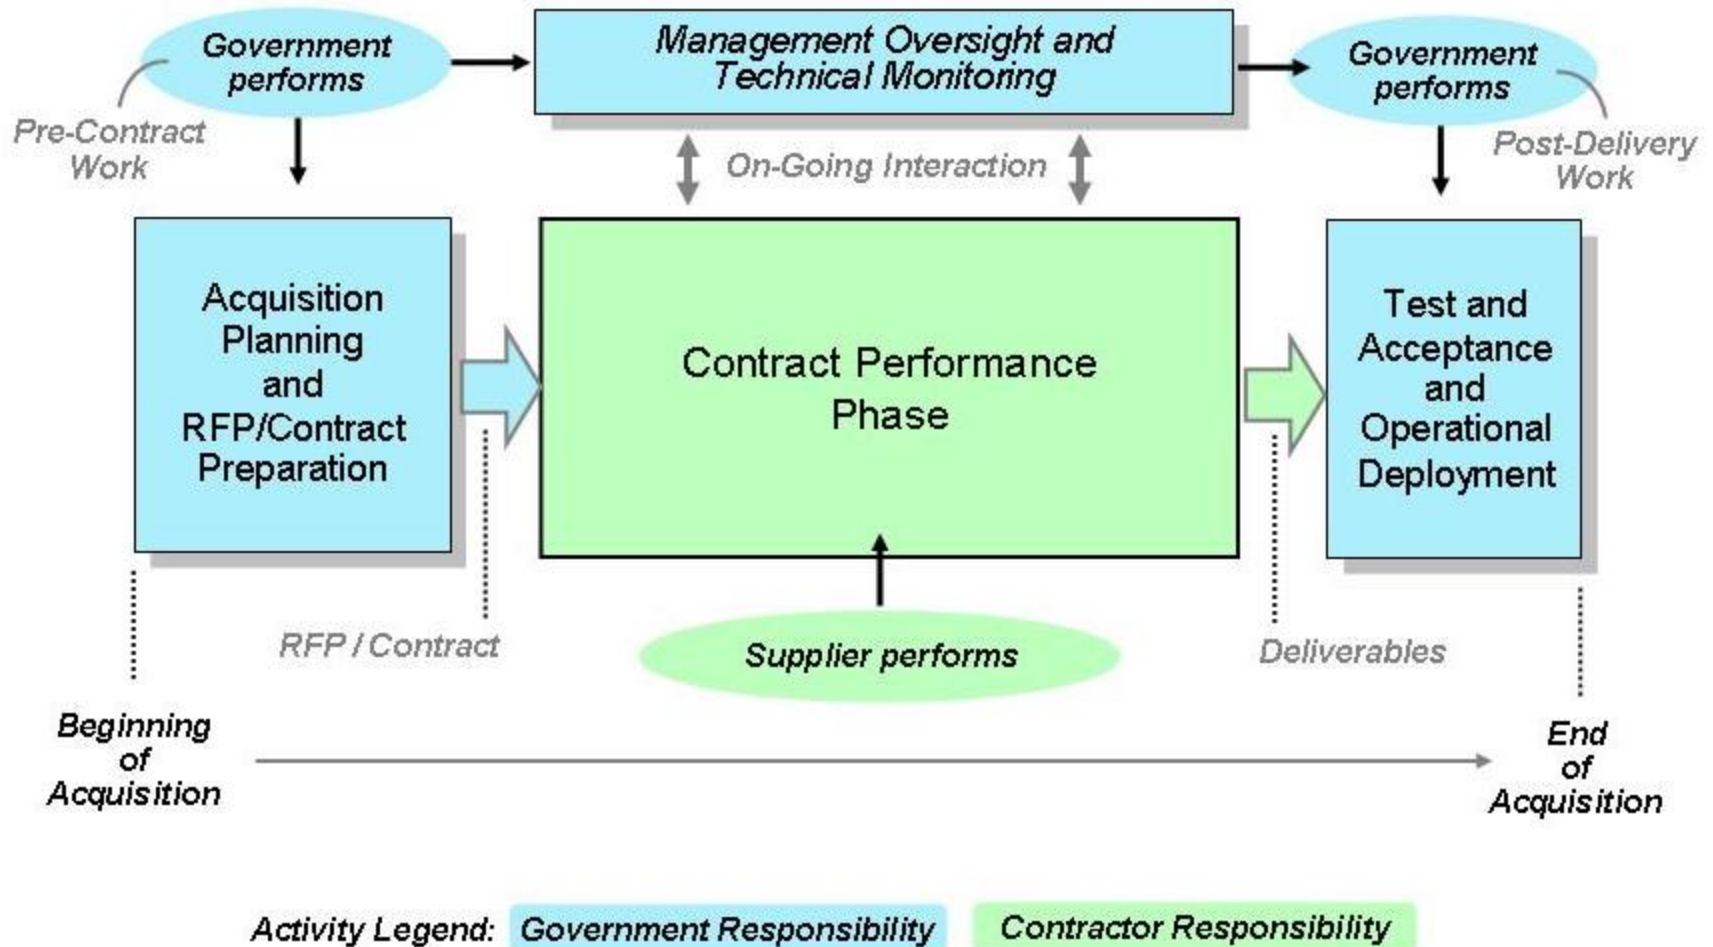 Government
performs
Management Oversight and
Technical Monitoring
Government
performs
Pre-Contract
Work
On-Going Interaction
Post-Delivery
Work
Acquisition
Planning
and
RFP/Contract
Preparation
Contract Performance
Phase
Test and
Acceptance
and
Operational
Deployment
RFP / Contract
Supplier performs
Deliverables
Beginning
of
Acquisition
End
of
Acquisition
Activity Legend: Government Responsibility Contractor Responsibility